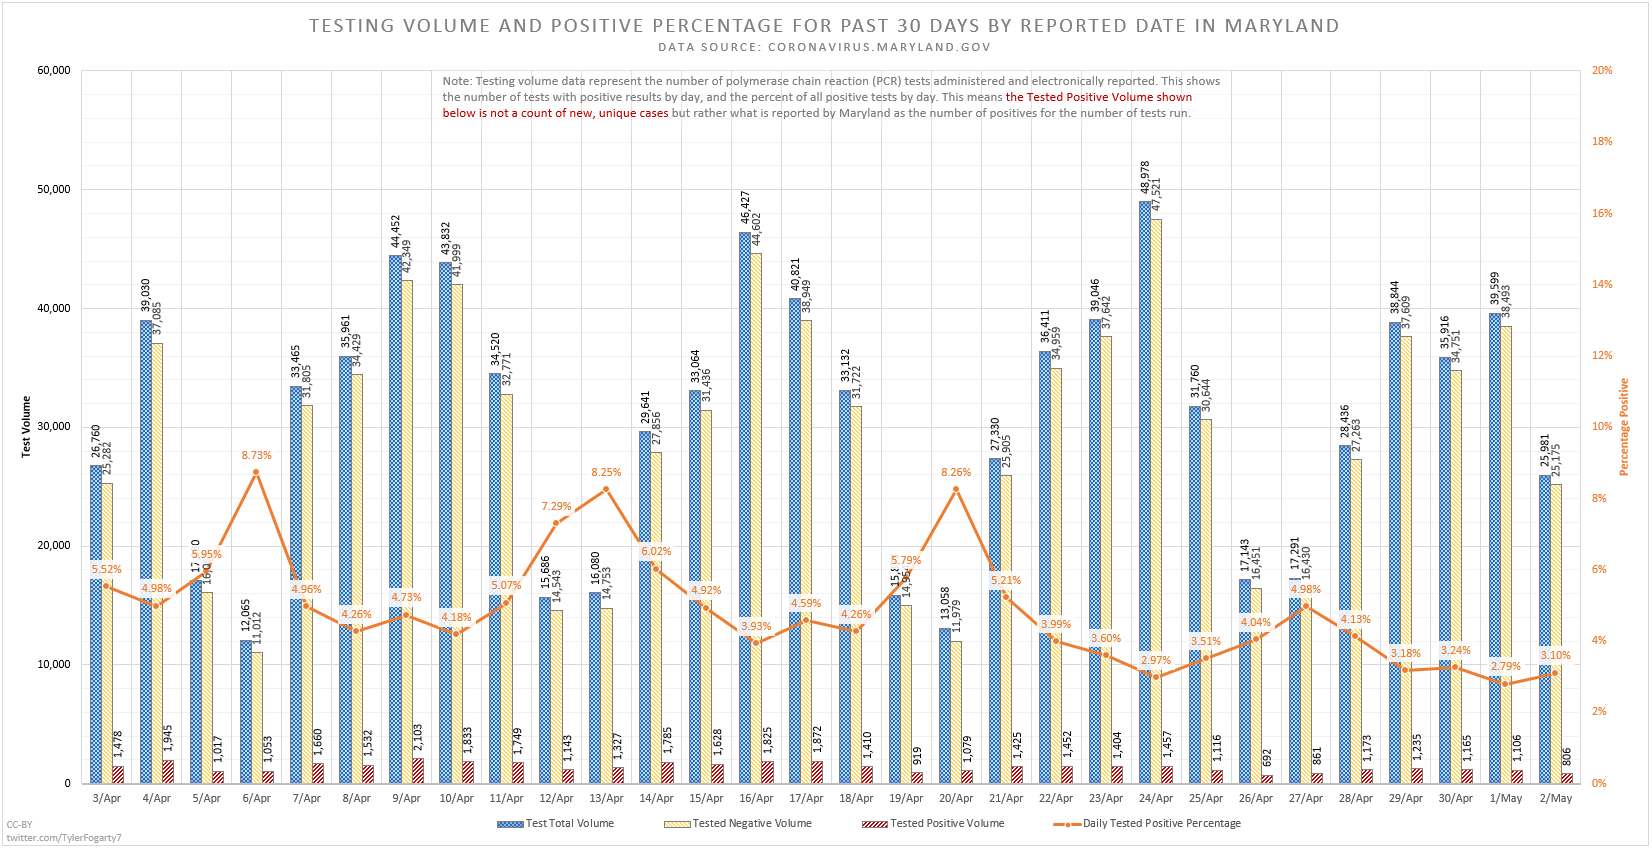 TESTING VOLUME AND POSITIVE PERCENTAGE FOR PAST 30 DAYS BY REPORTED DATE IN MARYLAND
DATA SOURCE: CORONAVIRUS.MARYLAND.GOV
Note: Testing volume data represent the number of polymerase chain reaction (PCR) tests administered and electronically reported. This shows
the number of tests with positive results by day, and the percent of all positive tests by day. This means the Tested Positive Volume shown
below is not a count of new, unique cases but rather what is reported by Maryland as the number of positives for the number of tests run.
Test Volume
60,000
50,000
40,000
30,000
20,000
10,000
0
Percentage Positive
20%
18%
16%
14%
12%
10%
8%
6%
4%
2%
0%
26,760 25,282 5.52% 1,478
39,030 37,085 4.98% 1,945
5.95% 1,017
12,065 11,012 8.73% 1,053
33,465 31,805 4.96% 1,660
35,961 34,429 4.26% 1,532
44,452 42,349 4.73% 2,103
43,832 41,999 4.18% 1,833
34,520 32,771 5.07% 1,749
15,686 14,543 7.29% 1,143
16,080 14,753 8.25% 1,327
29,641 27,856 6.02% 1,785
33,064 31,436 4.92% 1,628
46,427 44,602 3.93% 1,825
40,821 38,949 4.59% 1,872
33,132 31,722 4.26% 1,410
5.79% 919
13,058 11,979 8.26% 1,079
27,330 25,905 5.21% 1,425
36,411 34,959 3.99% 1,452
39,046 37,642 3.60% 1,404
48,978 47,521 2.97% 1,457
31,760 30,644 3.51% 1,116
17,143 16,451 4.04% 692
17,291 16,430 4.98% 861
28,436 27,263 4.13% 1,173
38,844 37,609 3.18% 1,235
35,916 34,751 3.24% 1,165
39,599 38,493 2.79% 1,106
25,981 25,175 3.10% 806
3/Apr 4/Apr 5/Apr 6/Apr 7/Apr 8/Apr 9/Apr 10/Apr 11/Apr 12/Apr 13/Apr 14/Apr 15/Apr 16/Apr 17/Apr 18/Apr 19/Apr 20/Apr 21/Apr 22/Apr 23/Apr 24/Apr 25/Apr 26/Apr 27/Apr 28/Apr 29/Apr 30/Apr 1/May 2/May
Test Total Volume Tested Negative Volume Tested Positive Volume Daily Tested Positive Percentage
CC-BY
twitter.com/TylerFogarty7